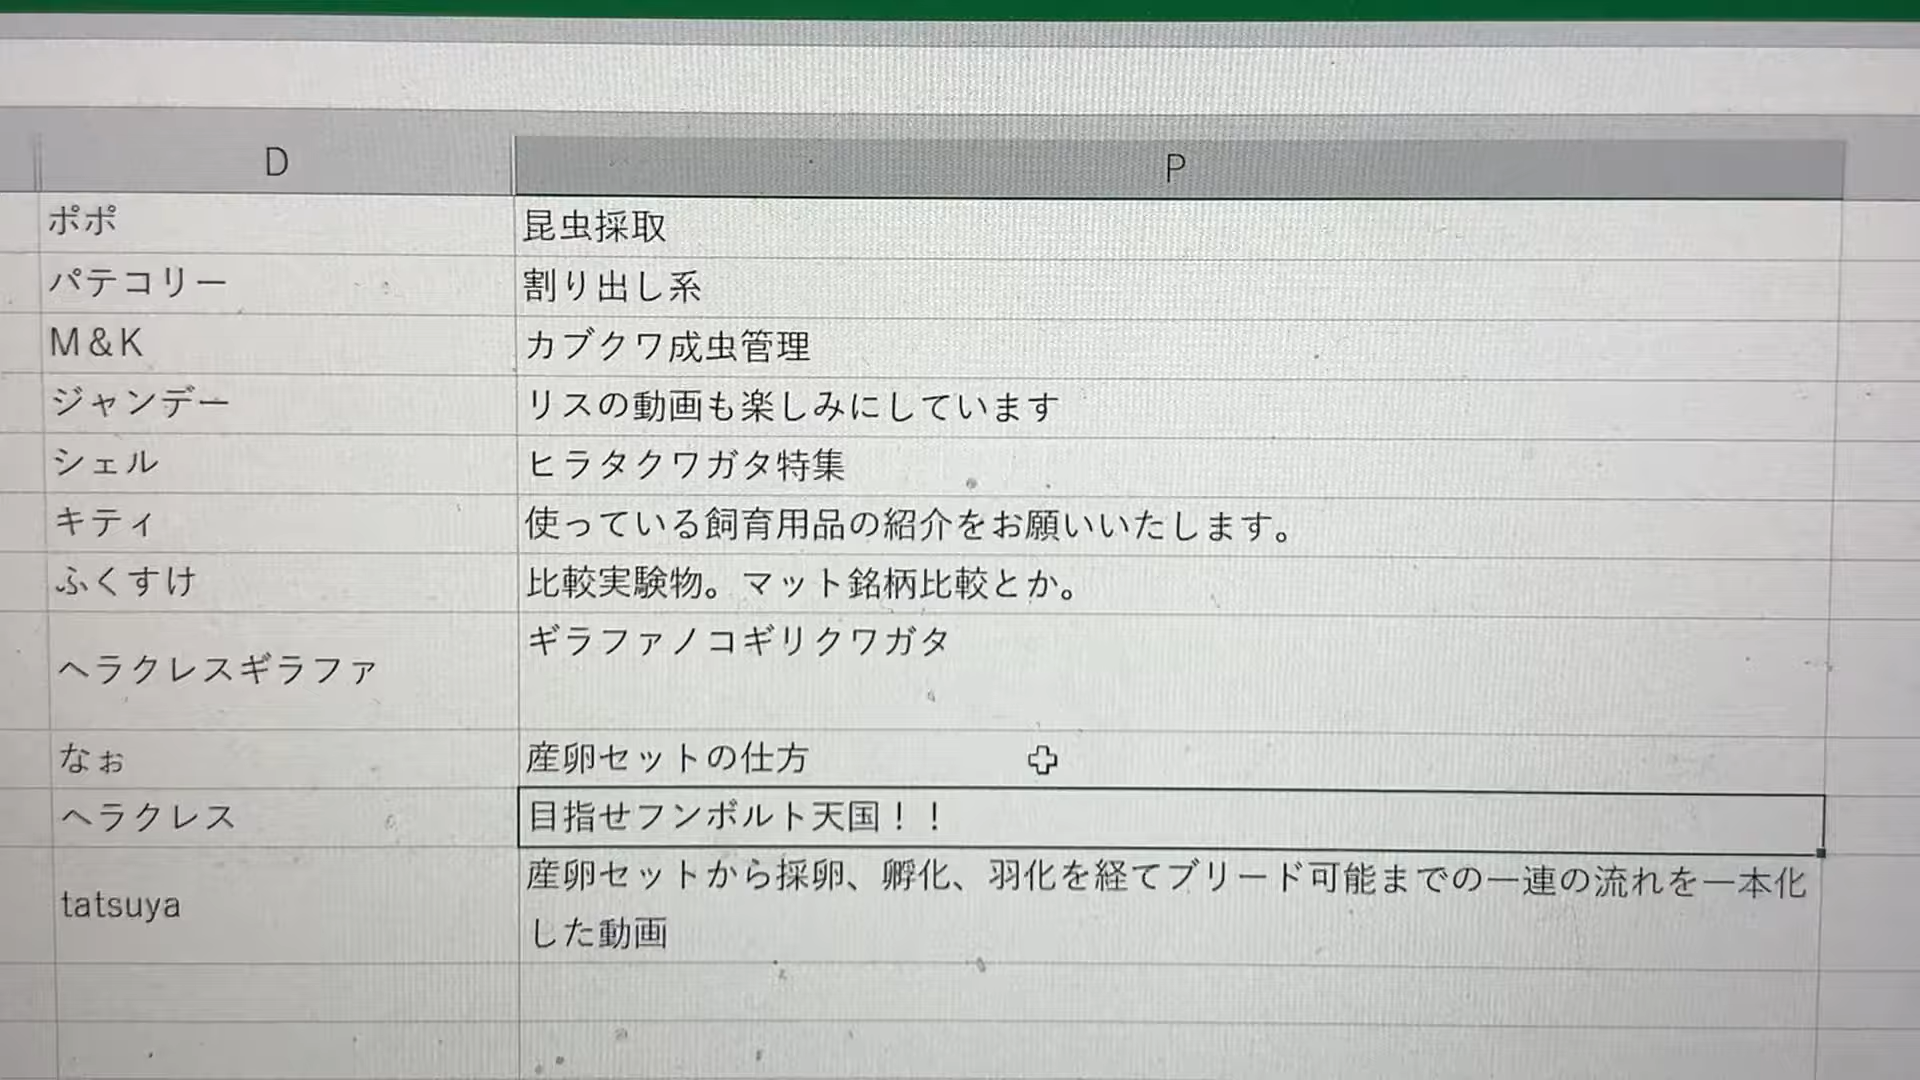 D P
ポポ 昆虫採取
パテコリー 割り出し系
M&K カブクワ成虫管理
ジャンデー リスの動画も楽しみにしています
シェル ヒラタクワガタ特集
キティ 使っている飼育用品の紹介をお願いいたします。
ふくすけ 比較実験物。マット銘柄比較とか。
ヘラクレスギラファ ギラファノコギリクワガタ
なぉ 産卵セットの仕方
ヘラクレス 目指せフンボルト天国！！
tatsuya 産卵セットから採卵、孵化、羽化を経てブリード可能までの一連の流れを一本化
した動画